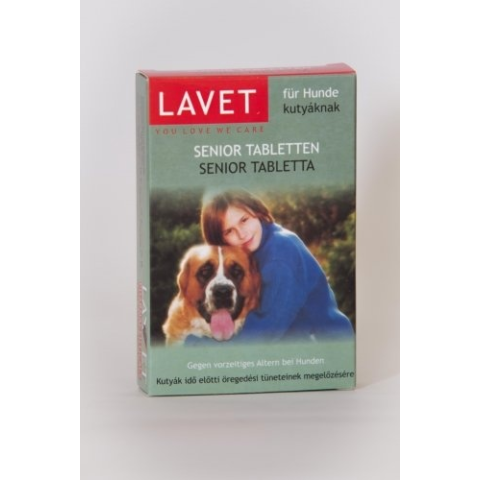 LAVET
für Hunde
kutyáknak
YOU LOVE WE CARE
SENIOR TABLETTEN
SENIOR TABLETTA
Gegen vorzeitiges Altern bei Hunden
Kutyák idő előtti öregedési tüneteinek megelőzésére
LAVET